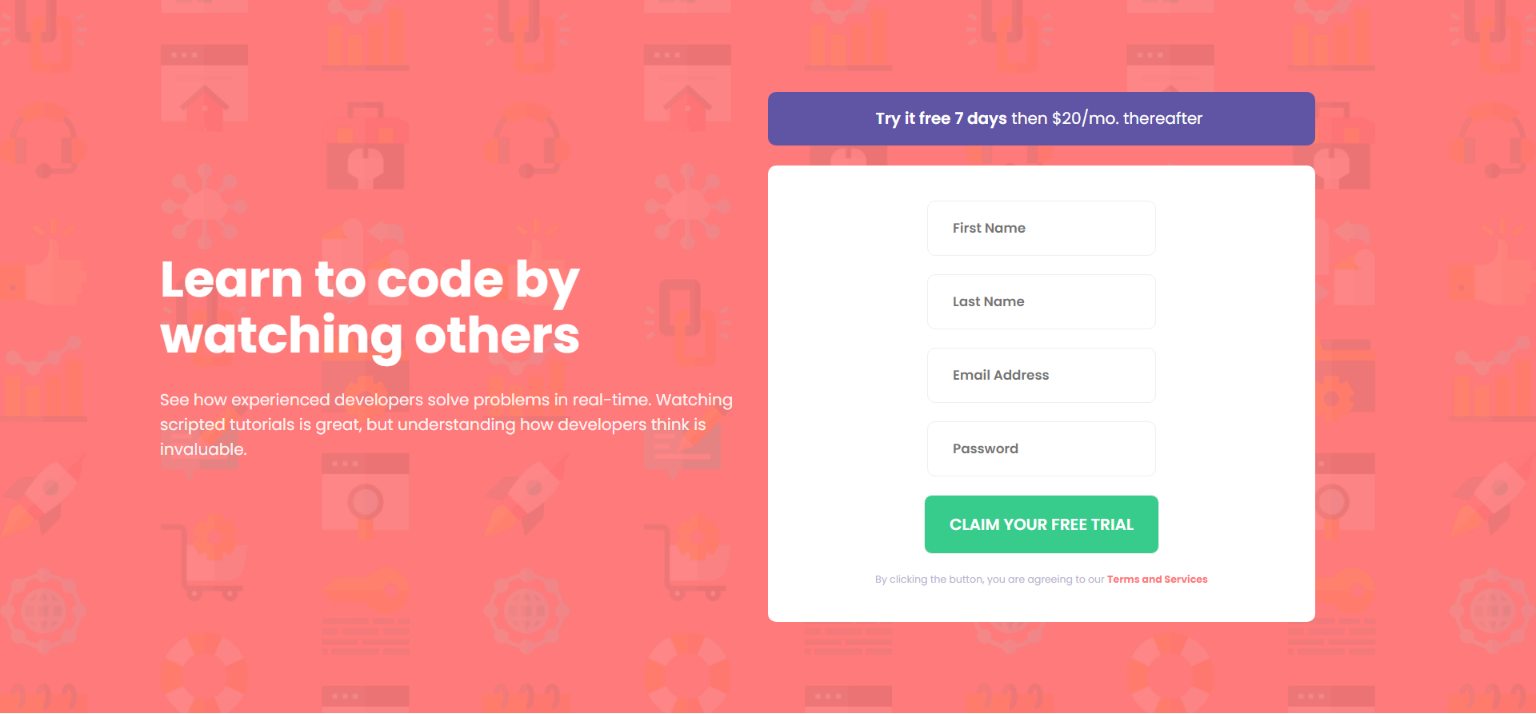 Learn to code by
watching others
See how experienced developers solve problems in real-time. Watching
scripted tutorials is great, but understanding how developers think is
invaluable.
Try it free 7 days then $20/mo. thereafter
First Name
Last Name
Email Address
Password
CLAIM YOUR FREE TRIAL
By clicking the button, you are agreeing to our Terms and Services